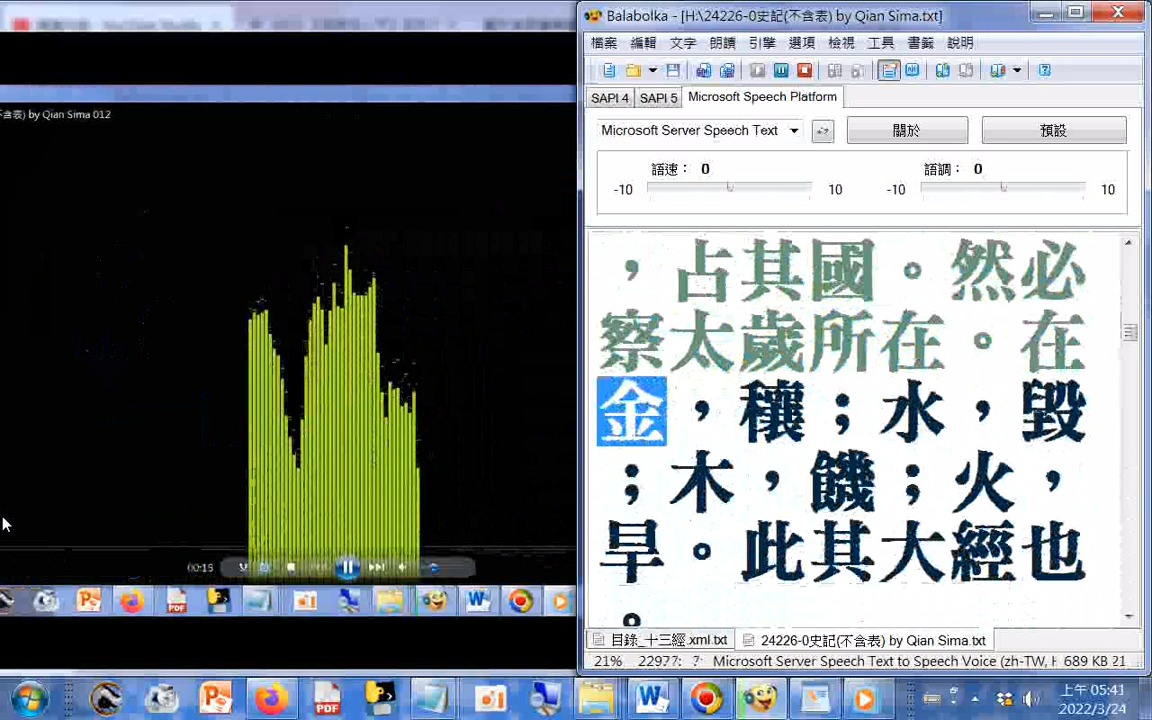 不含表) by Qian Sima 012
00:15
Balabolka - [H:\24226-0史記(不含表) by Qian Sima.txt]
檔案 編輯 文字 朗讀 引擎 選項 檢視 工具 書籤 說明
SAPI 4 SAPI 5 Microsoft Speech Platform
Microsoft Server Speech Text 關於 預設
語速： 0 語調： 0
-10 10 -10 10
，占其國。然必
察太歲所在。在
金，穰；水，毀
；木，饑；火，
旱。此其大經也
。
目錄_十三經.xml.txt 24226-0史記(不含表) by Qian Sima.txt
21% 22977: ?· Microsoft Server Speech Text to Speech Voice (zh-TW, H 689 KB 21
上午 05:41
2022/3/24